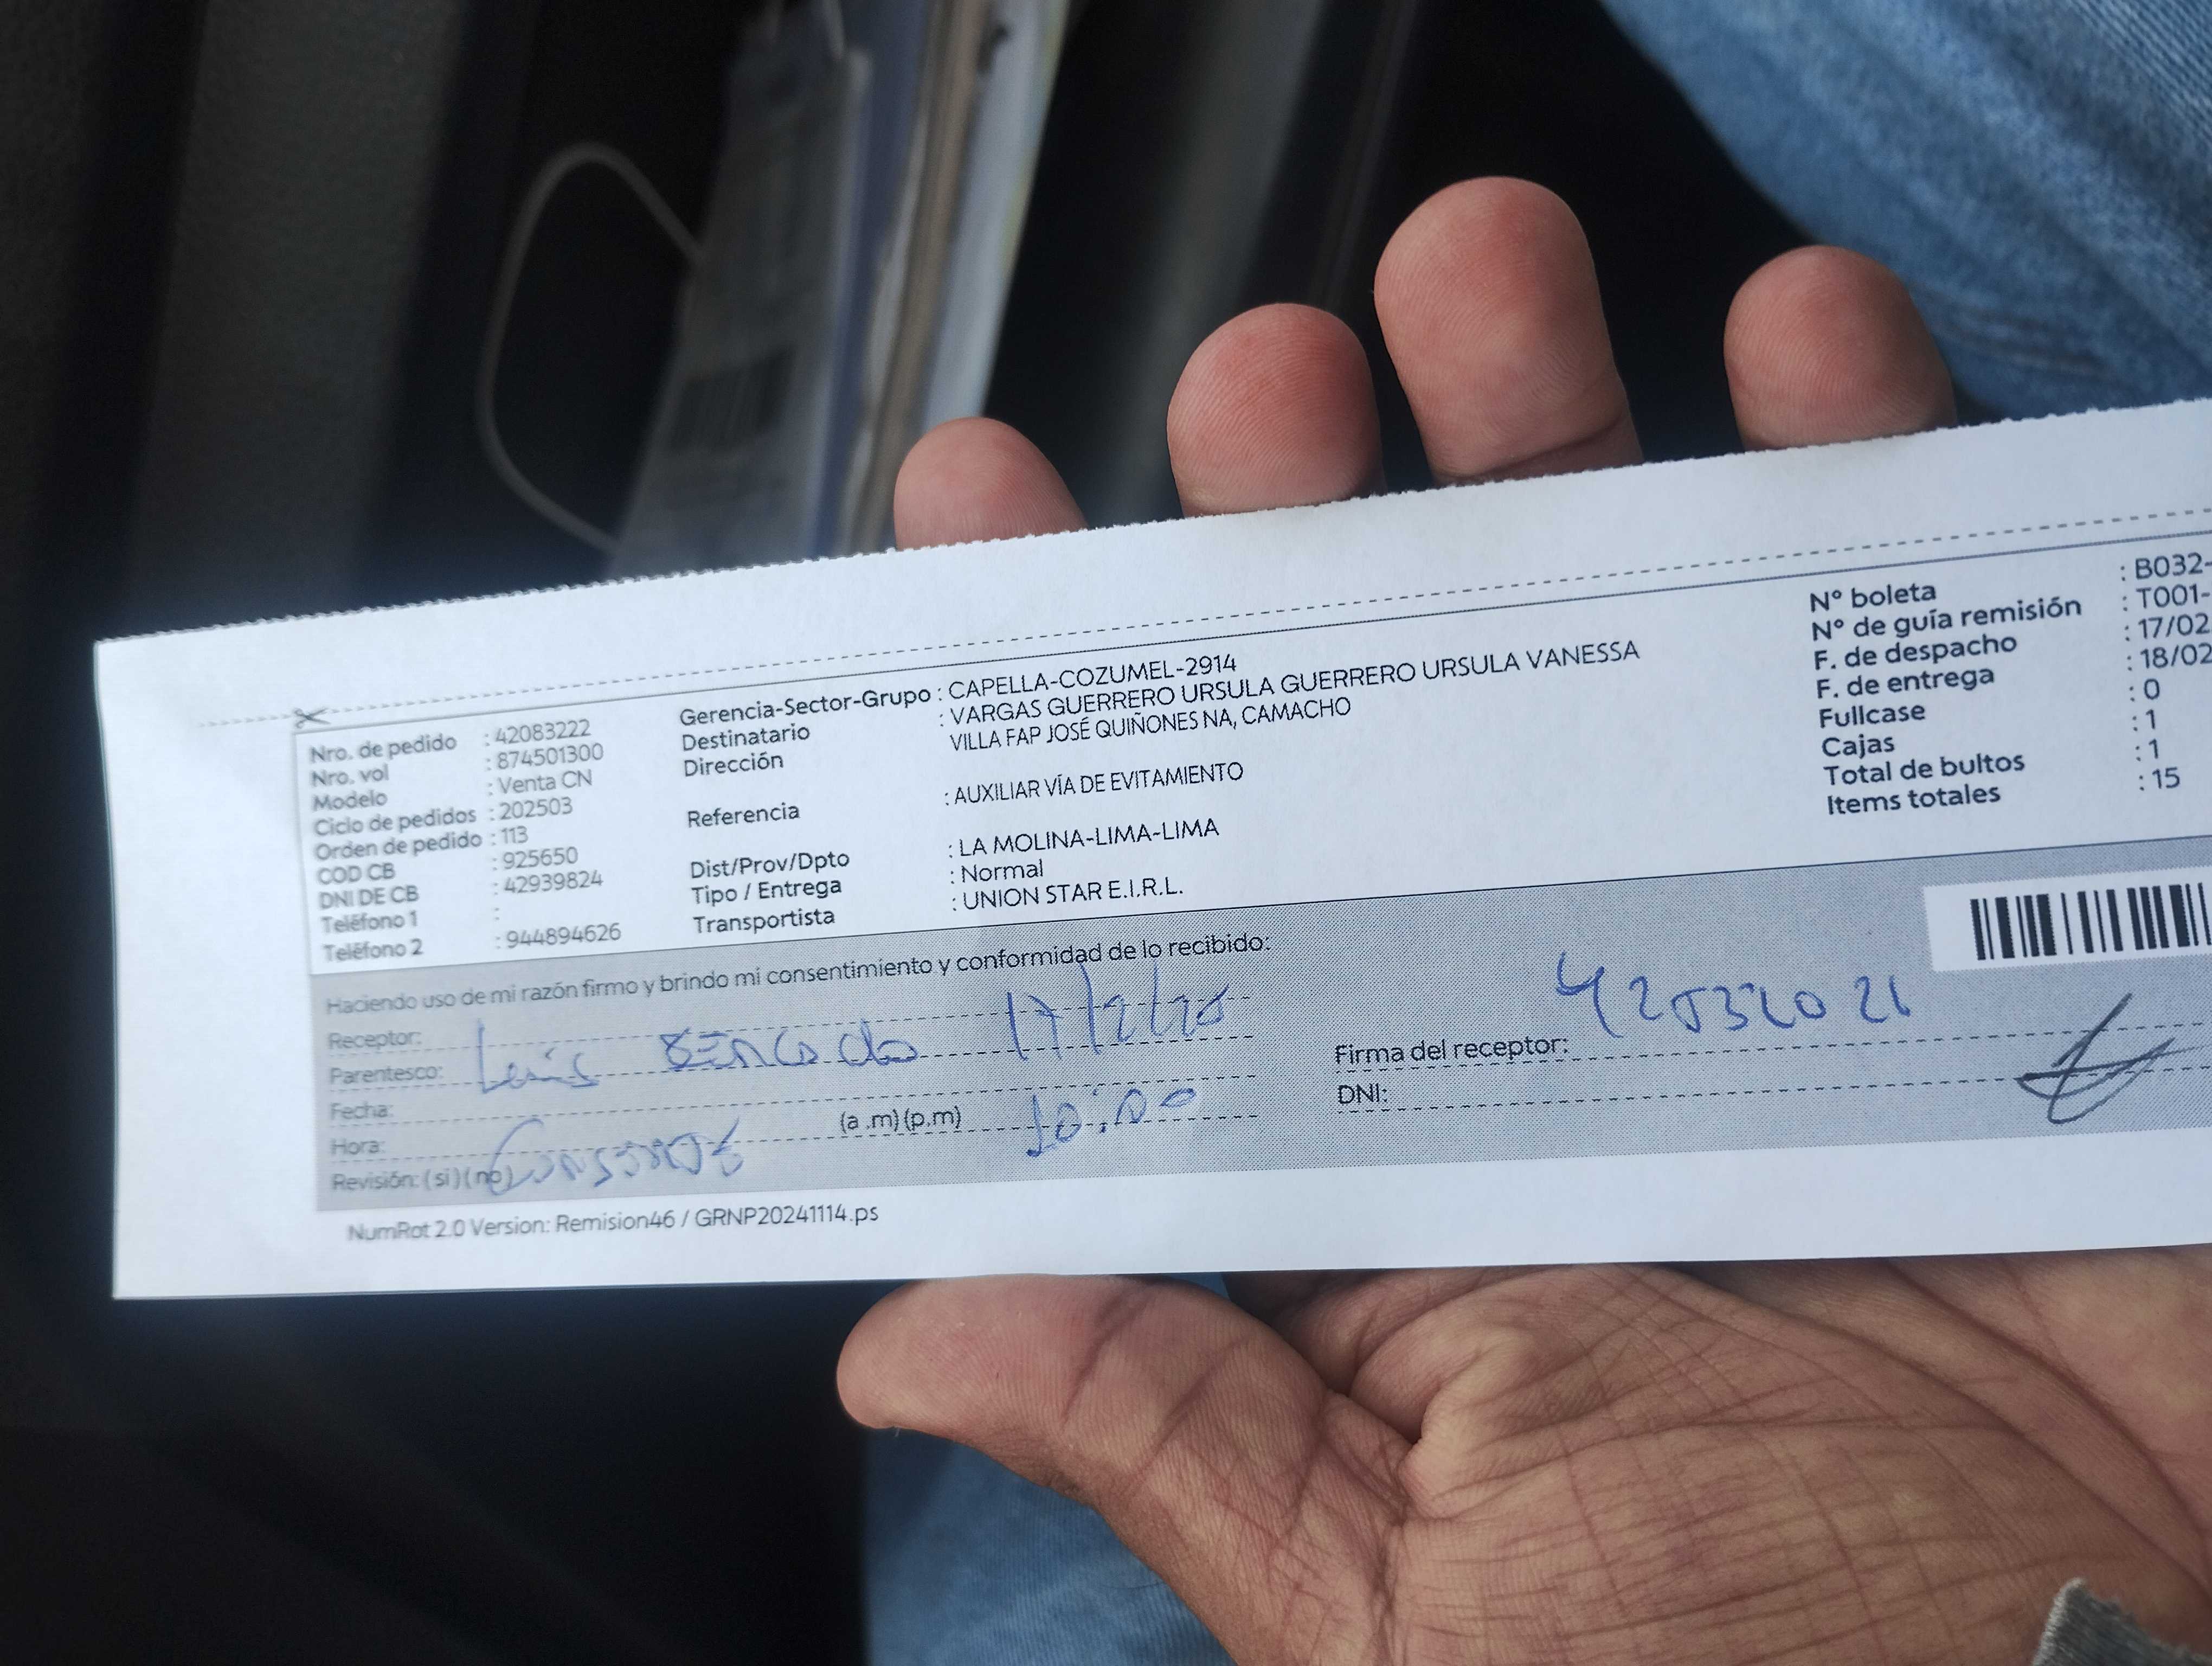 Nro. de pedido : 42083222
Nro. vol : 874501300
Modelo : Venta CN
Ciclo de pedidos : 202503
Orden de pedido : 113
COD CB : 925650
DNI DE CB : 42939824
Teléfono 1 :
Teléfono 2 : 944894626
Gerencia-Sector-Grupo : CAPELLA-COZUMEL-2914
Destinatario : VARGAS GUERRERO URSULA GUERRERO URSULA VANESSA
Dirección VILLA FAP JOSÉ QUIÑONES NA, CAMACHO
Referencia : AUXILIAR VÍA DE EVITAMIENTO
Dist/Prov/Dpto : LA MOLINA-LIMA-LIMA
Tipo / Entrega : Normal
Transportista : UNION STAR E.I.R.L.
N° boleta : B032-
N° de guía remisión : T001-
F. de despacho : 17/02
F. de entrega : 18/02
Fullcase : 0
Cajas : 1
Total de bultos : 1
Items totales : 15
Haciendo uso de mi razón firmo y brindo mi consentimiento y conformidad de lo recibido:
Receptor:
Parentesco: Luis 17/2/25
Fecha:
Hora: (a .m) (p.m) 10:00
Revisión: (si) (no)
Firma del receptor:
DNI:
NumRot 2.0 Version: Remision46 / GRNP20241114.ps